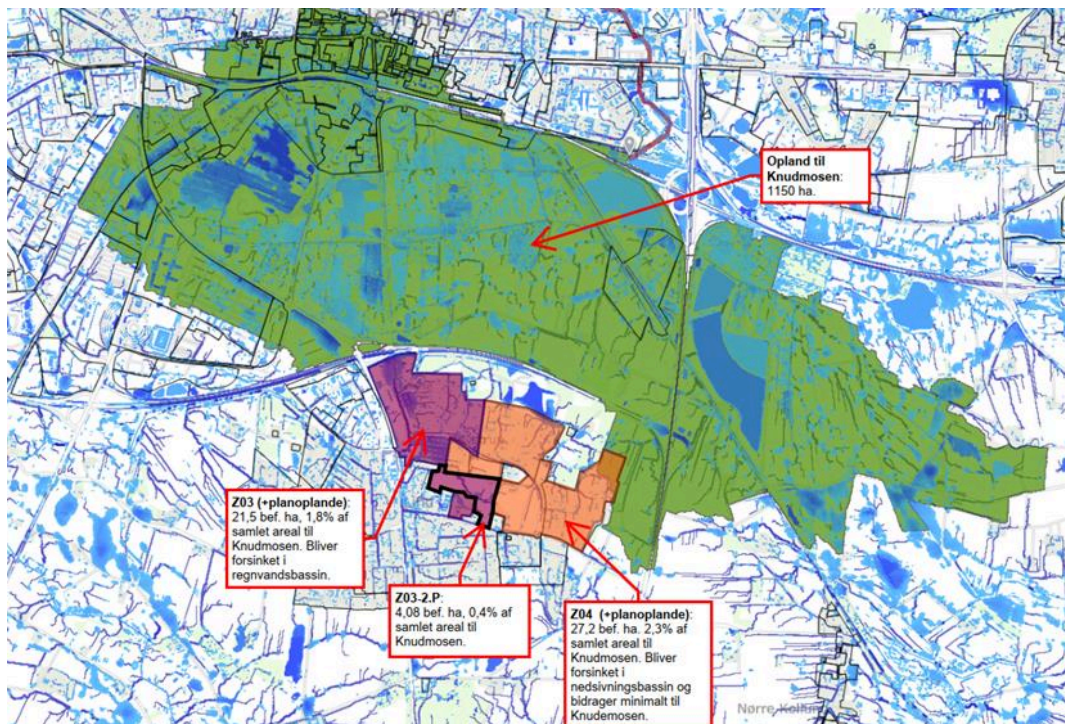 Opland til
Knudmosen:
1150 ha.
Z03 (+planoplande):
21,5 bef. ha, 1,8% af
samlet areal til
Knudmosen. Bliver
forsinket i
regnvandsbassin.
Z03-2.P:
4,08 bef. ha, 0,4% af
samlet areal til
Knudmosen.
Z04 (+planoplande):
27,2 bef. ha. 2,3% af
samlet areal til
Knudmosen. Bliver
forsinket i
nedsivningsbassin og
bidrager minimalt til
Knudemosen.
Nørre Kollund